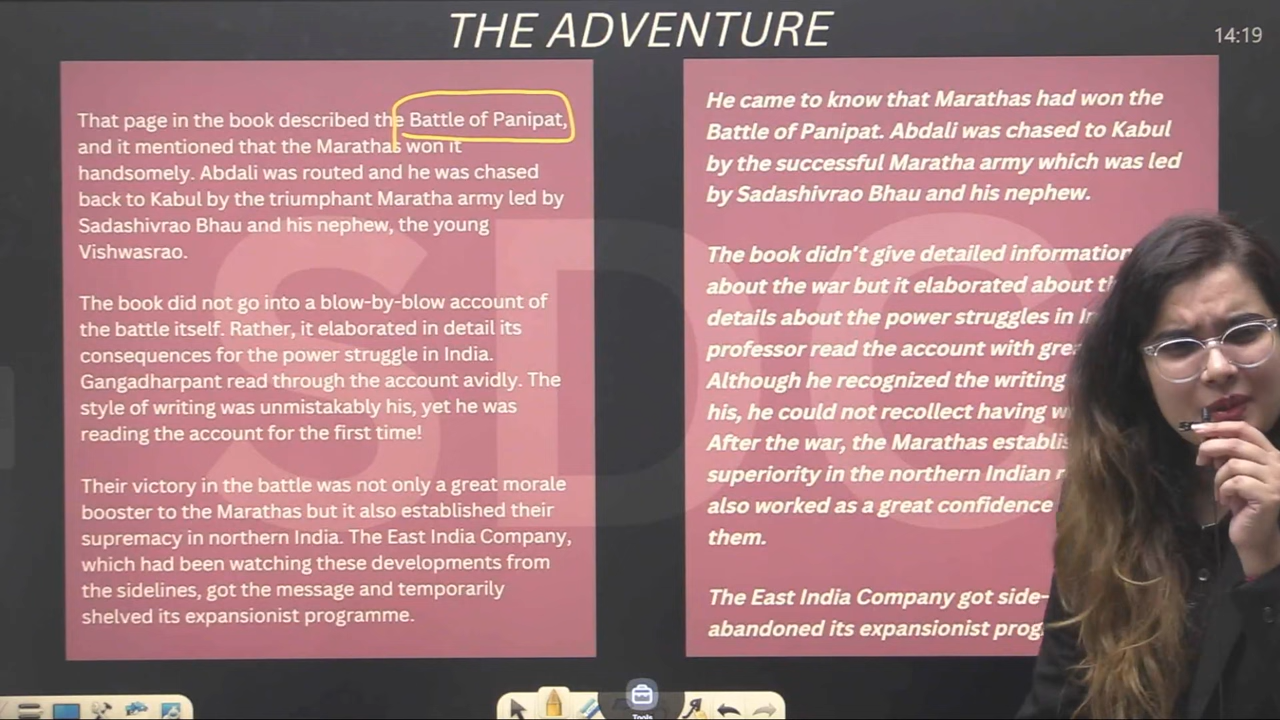 THE ADVENTURE
14:19
That page in the book described the Battle of Panipat,
and it mentioned that the Marathas won it
handsomely. Abdali was routed and he was chased
back to Kabul by the triumphant Maratha army led by
Sadashivrao Bhau and his nephew, the young
Vishwasrao.
The book did not go into a blow-by-blow account of
the battle itself. Rather, it elaborated in detail its
consequences for the power struggle in India.
Gangadharpant read through the account avidly. The
style of writing was unmistakably his, yet he was
reading the account for the first time!
Their victory in the battle was not only a great morale
booster to the Marathas but it also established their
supremacy in northern India. The East India Company,
which had been watching these developments from
the sidelines, got the message and temporarily
shelved its expansionist programme.
He came to know that Marathas had won the
Battle of Panipat. Abdali was chased to Kabul
by the successful Maratha army which was led
by Sadashivrao Bhau and his nephew.
The book didn't give detailed information
about the war but it elaborated about
details about the power struggles in
professor read the account with
Although he recognized the writing
his, he could not recollect having
After the war, the Marathas
superiority in the northern Indian
also worked as a great confidence
them.
The East India Company got side-
abandoned its expansionist
SDC
Tools